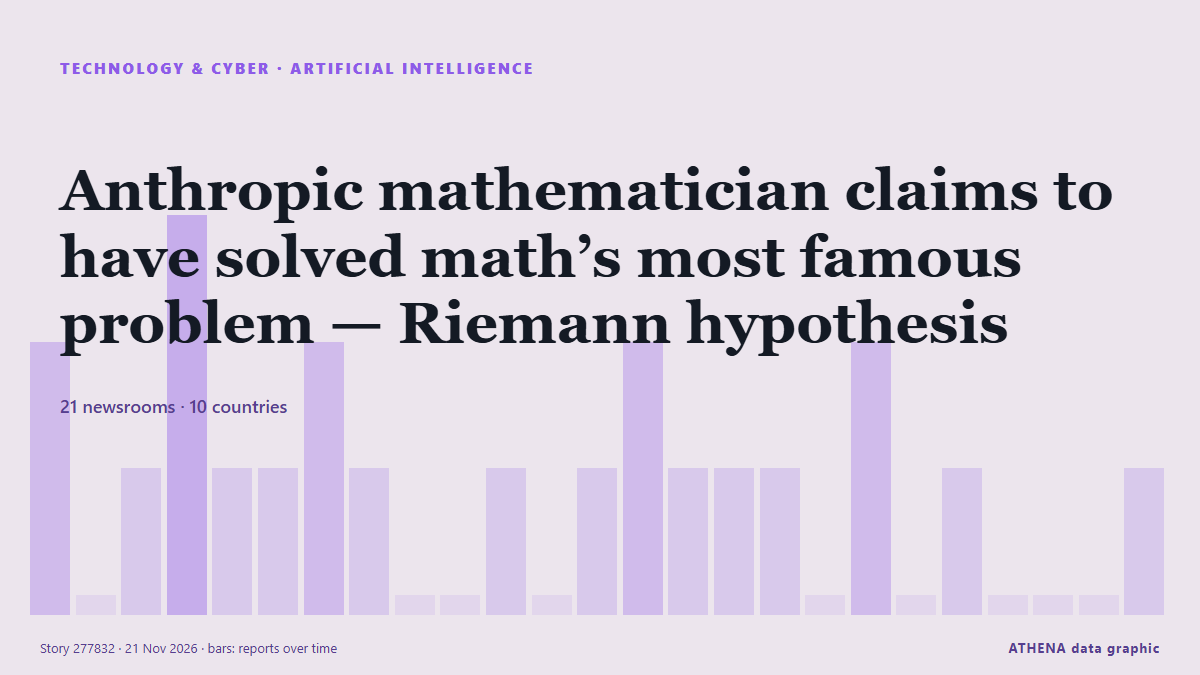 TECHNOLOGY & CYBER · ARTIFICIAL INTELLIGENCE
Anthropic mathematician claims to
have solved math’s most famous
problem — Riemann hypothesis
21 newsrooms · 10 countries
Story 277832 · 21 Nov 2026 · bars: reports over time
ATHENA data graphic